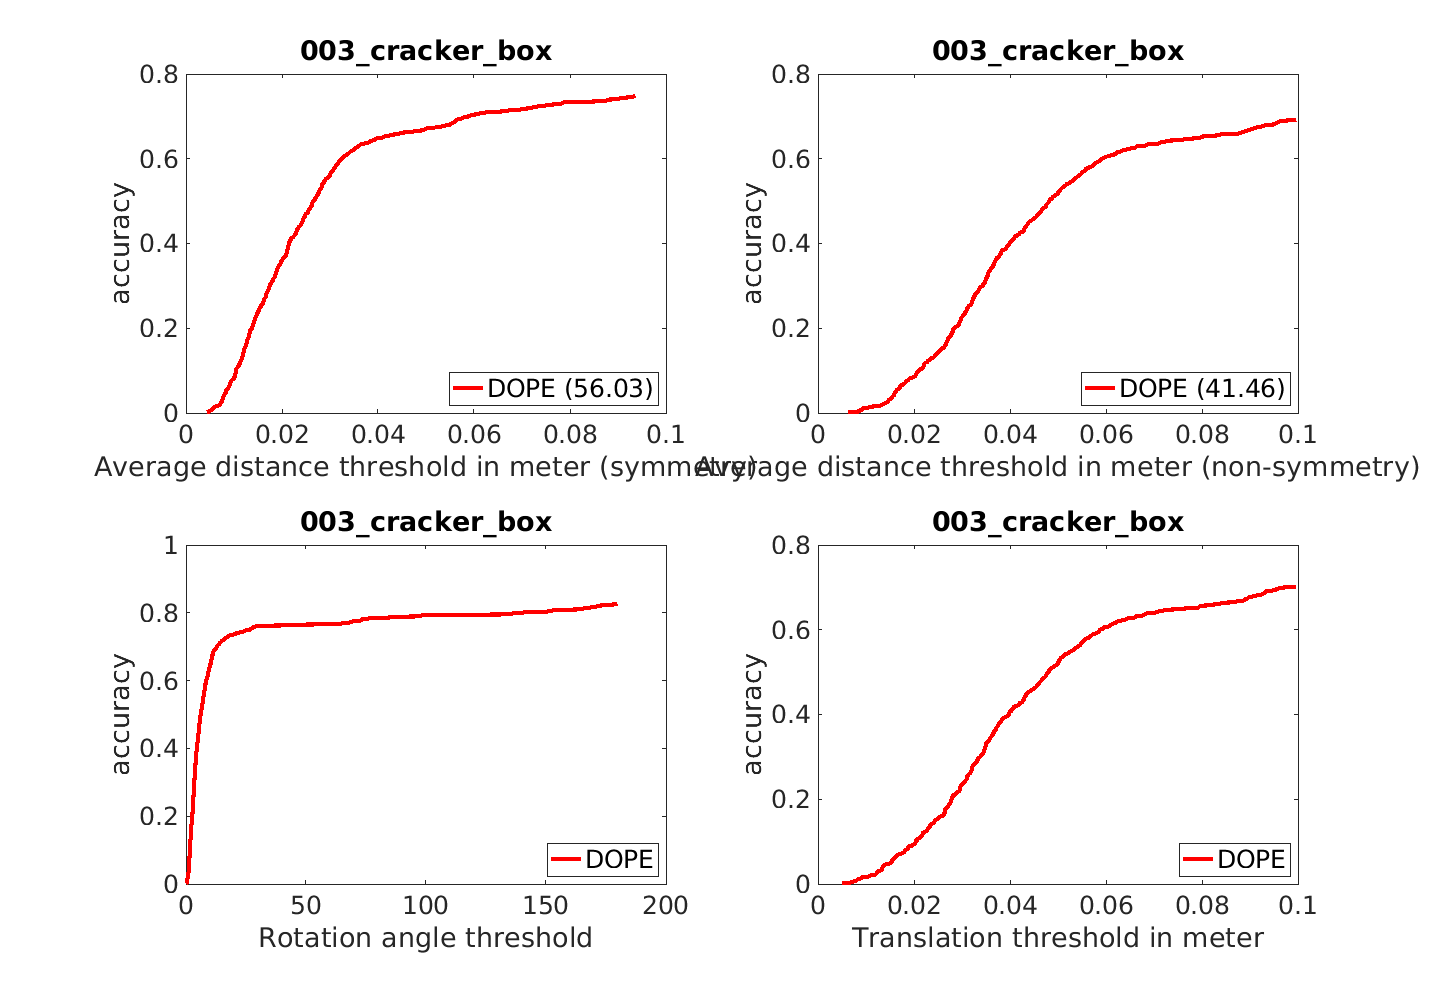 003_cracker_box
0.8
0.6
0.4
0.2
0
accuracy
DOPE (56.03)
0 0.02 0.04 0.06 0.08 0.1
Average distance threshold in meter (symmetry)
003_cracker_box
0.8
0.6
0.4
0.2
0
accuracy
DOPE (41.46)
0 0.02 0.04 0.06 0.08 0.1
Average distance threshold in meter (non-symmetry)
003_cracker_box
1
0.8
0.6
0.4
0.2
0
accuracy
DOPE
0 50 100 150 200
Rotation angle threshold
003_cracker_box
0.8
0.6
0.4
0.2
0
accuracy
DOPE
0 0.02 0.04 0.06 0.08 0.1
Translation threshold in meter